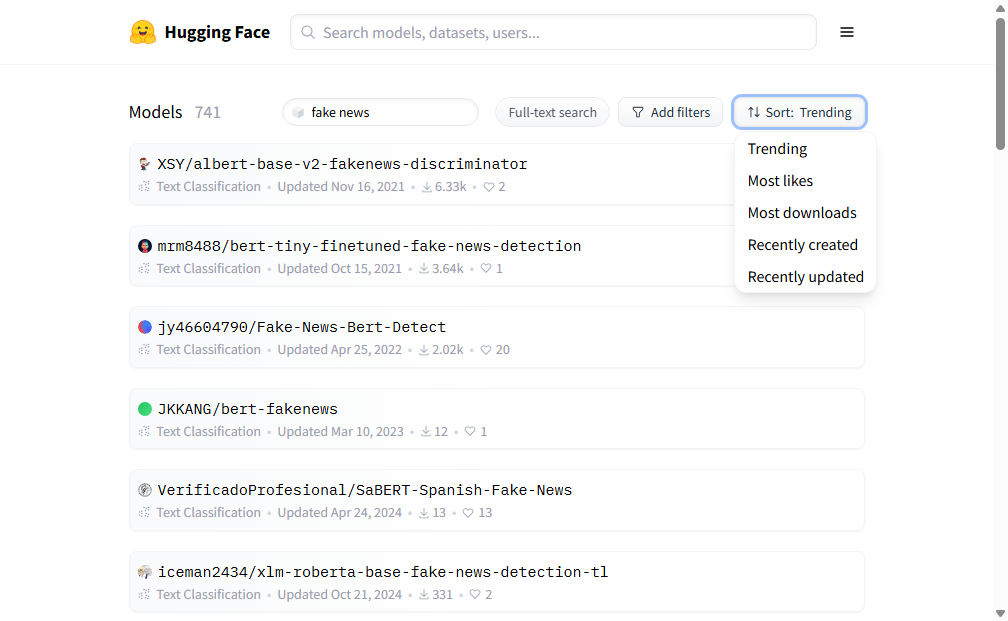 Hugging Face
Search models, datasets, users...
Models 741
fake news
Full-text search
Add filters
Sort: Trending
Trending
Most likes
Most downloads
Recently created
Recently updated
XSY/albert-base-v2-fakenews-discriminator
Text Classification • Updated Nov 16, 2021 • 6.33k • 2
mrm8488/bert-tiny-finetuned-fake-news-detection
Text Classification • Updated Oct 15, 2021 • 3.64k • 1
jy46604790/Fake-News-Bert-Detect
Text Classification • Updated Apr 25, 2022 • 2.02k • 20
JKKANG/bert-fakenews
Text Classification • Updated Mar 10, 2023 • 12 • 1
VerificadoProfesional/SaBERT-Spanish-Fake-News
Text Classification • Updated Apr 24, 2024 • 13 • 13
iceman2434/xlm-roberta-base-fake-news-detection-tl
Text Classification • Updated Oct 21, 2024 • 331 • 2